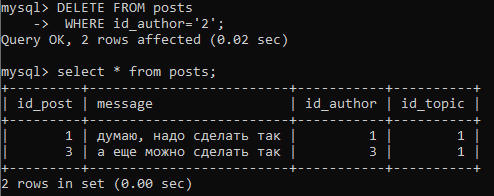 mysql> DELETE FROM posts
    ->  WHERE id_author='2';
Query OK, 2 rows affected (0.02 sec)

mysql> select * from posts;
+---------+-------------------------+-----------+----------+
| id_post | message                 | id_author | id_topic |
+---------+-------------------------+-----------+----------+
|       1 | думаю, надо сделать так |         1 |        1 |
|       3 | а еще можно сделать так |         3 |        1 |
+---------+-------------------------+-----------+----------+
2 rows in set (0.00 sec)